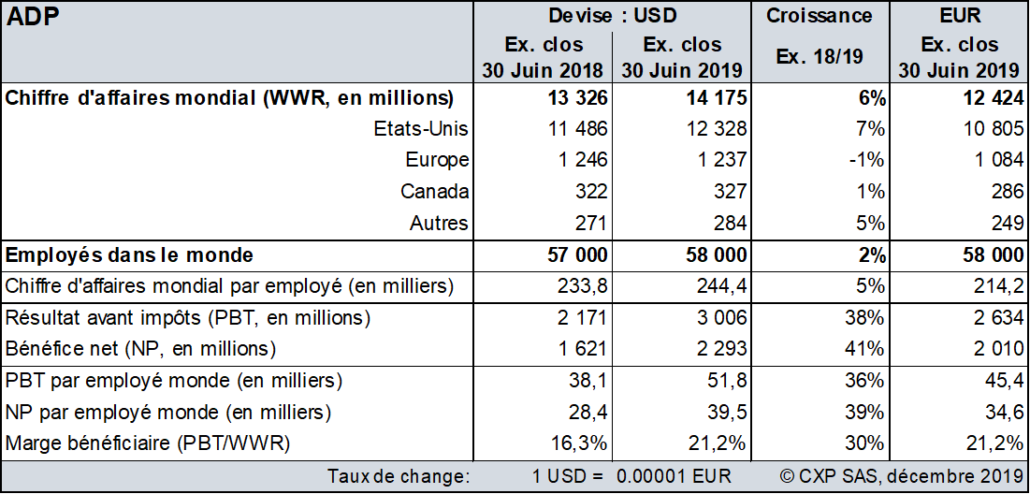 ADP Devise : USD Croissance EUR
Ex. clos Ex. clos Ex. 18/19 Ex. clos
30 Juin 2018 30 Juin 2019 30 Juin 2019
Chiffre d'affaires mondial (WWR, en millions) 13 326 14 175 6% 12 424
Etats-Unis 11 486 12 328 7% 10 805
Europe 1 246 1 237 -1% 1 084
Canada 322 327 1% 286
Autres 271 284 5% 249
Employés dans le monde 57 000 58 000 2% 58 000
Chiffre d'affaires mondial par employé (en milliers) 233,8 244,4 5% 214,2
Résultat avant impôts (PBT, en millions) 2 171 3 006 38% 2 634
Bénéfice net (NP, en millions) 1 621 2 293 41% 2 010
PBT par employé monde (en milliers) 38,1 51,8 36% 45,4
NP par employé monde (en milliers) 28,4 39,5 39% 34,6
Marge bénéficiaire (PBT/WWR) 16,3% 21,2% 30% 21,2%
Taux de change: 1 USD = 0.00001 EUR © CXP SAS, décembre 2019